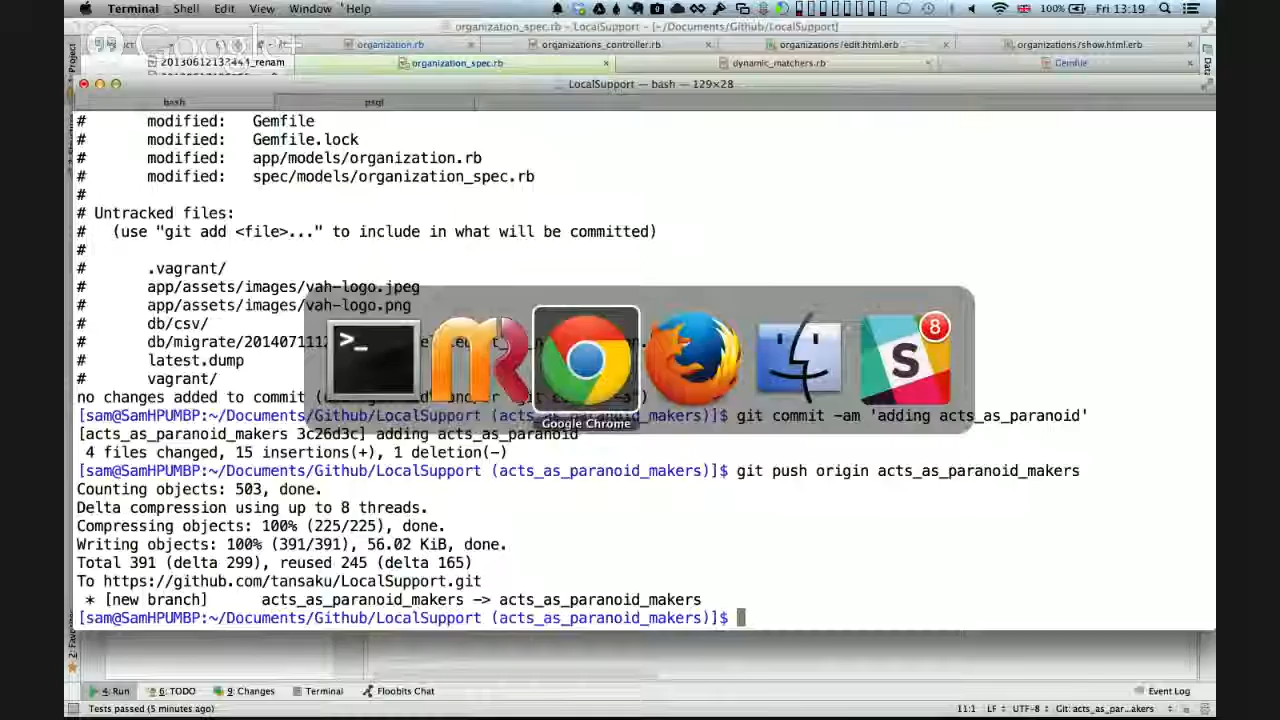 Terminal Shell Edit View Window Help 100% Fri 13:19
organization_spec.rb - LocalSupport - [~/Documents/Github/LocalSupport]
Google+
organization.rb organizations_controller.rb organizations/edit.html.erb organizations/show.html.erb
organization_spec.rb dynamic_matchers.rb Gemfile
LocalSupport — bash — 129×28
bash psql
# modified: Gemfile
# modified: Gemfile.lock
# modified: app/models/organization.rb
# modified: spec/models/organization_spec.rb
#
# Untracked files:
# (use "git add <file>..." to include in what will be committed)
#
# .vagrant/
# app/assets/images/vah-logo.jpeg
# app/assets/images/vah-logo.png
# db/csv/
# db/migrate/2014071112
# latest.dump
# vagrant/
no changes added to commit
8
Google Chrome
[sam@SamHPUMBP:~/Documents/Github/LocalSupport (acts_as_paranoid_makers)]$ git commit -am 'adding acts_as_paranoid'
[acts_as_paranoid_makers 3c26d3c] adding acts_as_paranoid
4 files changed, 15 insertions(+), 1 deletion(-)
[sam@SamHPUMBP:~/Documents/Github/LocalSupport (acts_as_paranoid_makers)]$ git push origin acts_as_paranoid_makers
Counting objects: 503, done.
Delta compression using up to 8 threads.
Compressing objects: 100% (225/225), done.
Writing objects: 100% (391/391), 56.02 KiB, done.
Total 391 (delta 299), reused 245 (delta 165)
To https://github.com/tansaku/LocalSupport.git
* [new branch] acts_as_paranoid_makers -> acts_as_paranoid_makers
[sam@SamHPUMBP:~/Documents/Github/LocalSupport (acts_as_paranoid_makers)]$
4: Run 6: TODO 9: Changes Terminal Floobits Chat Event Log
Tests passed (5 minutes ago) 11:1 LF UTF-8 Git: acts_as_par...akers